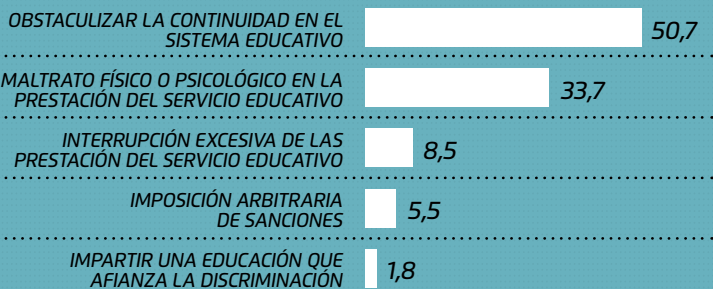 OBSTACULIZAR LA CONTINUIDAD EN EL
SISTEMA EDUCATIVO
50,7
MALTRATO FÍSICO O PSICOLÓGICO EN LA
PRESTACIÓN DEL SERVICIO EDUCATIVO
33,7
INTERRUPCIÓN EXCESIVA DE LAS
PRESTACIÓN DEL SERVICIO EDUCATIVO
8,5
IMPOSICIÓN ARBITRARIA
DE SANCIONES
5,5
IMPARTIR UNA EDUCACIÓN QUE
AFIANZA LA DISCRIMINACIÓN
1,8